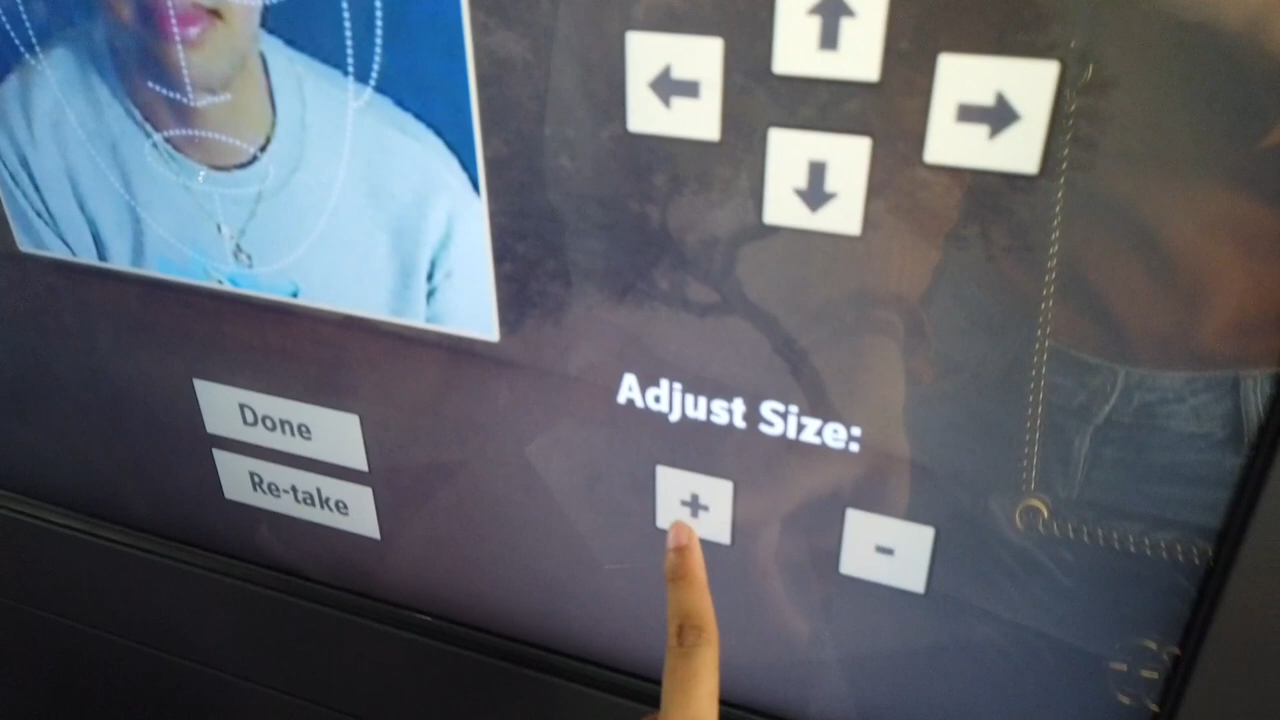 Adjust Size:
Done
Re-take
+
-